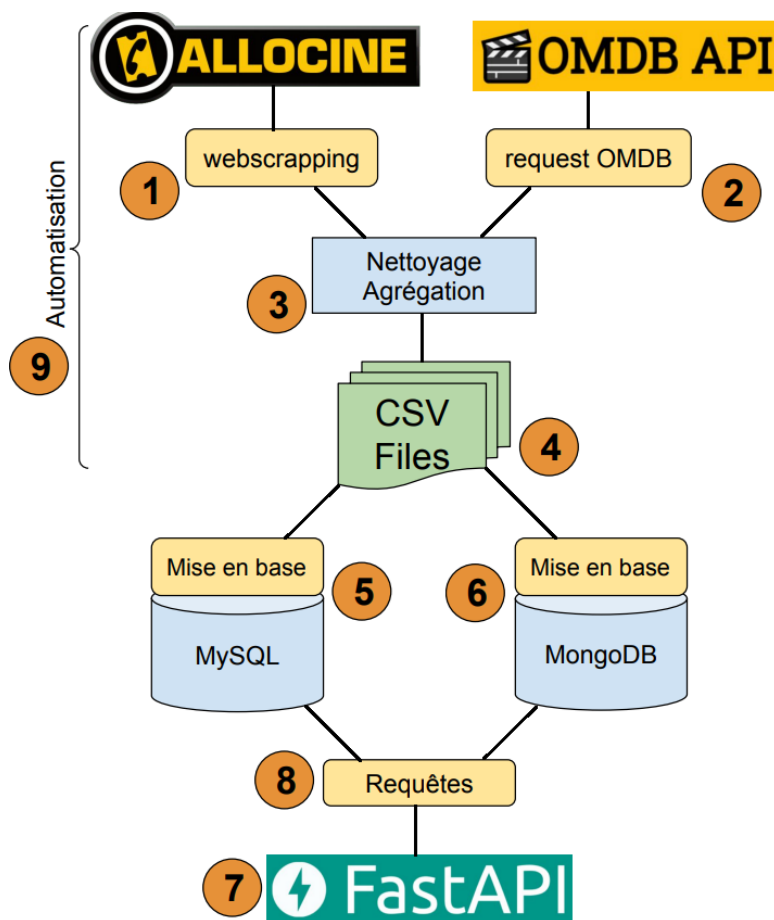 ALLOCINE
OMDB API
webscrapping
request OMDB
1
2
Automatisation
Nettoyage
Agrégation
3
9
CSV
Files
4
Mise en base
Mise en base
5
6
MySQL
MongoDB
8
Requêtes
7
FastAPI